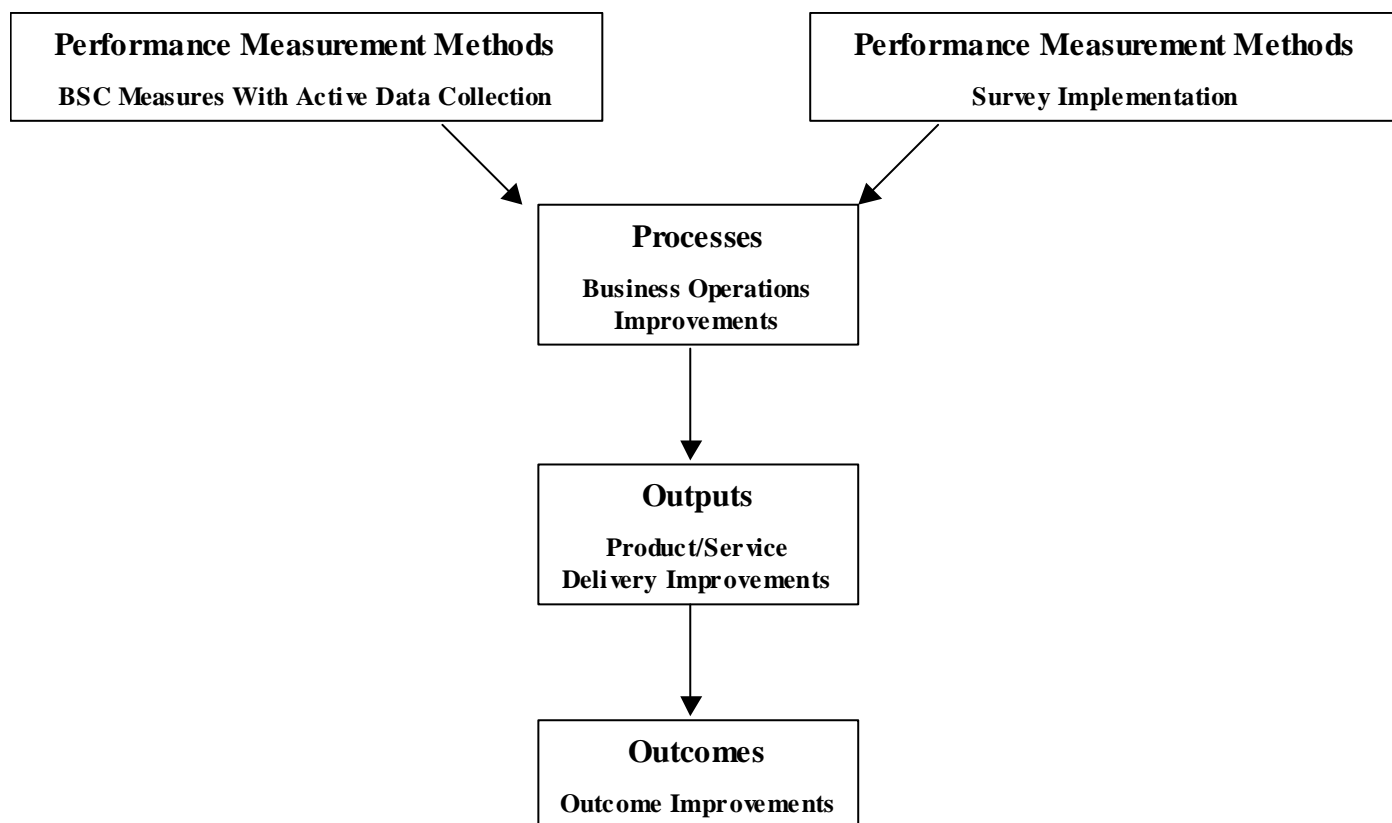 Performance Measurement Methods
BSC Measures With Active Data Collection
Performance Measurement Methods
Survey Implementation
Processes
Business Operations
Improvements
Outputs
Product/Service
Delivery Improvements
Outcomes
Outcome Improvements